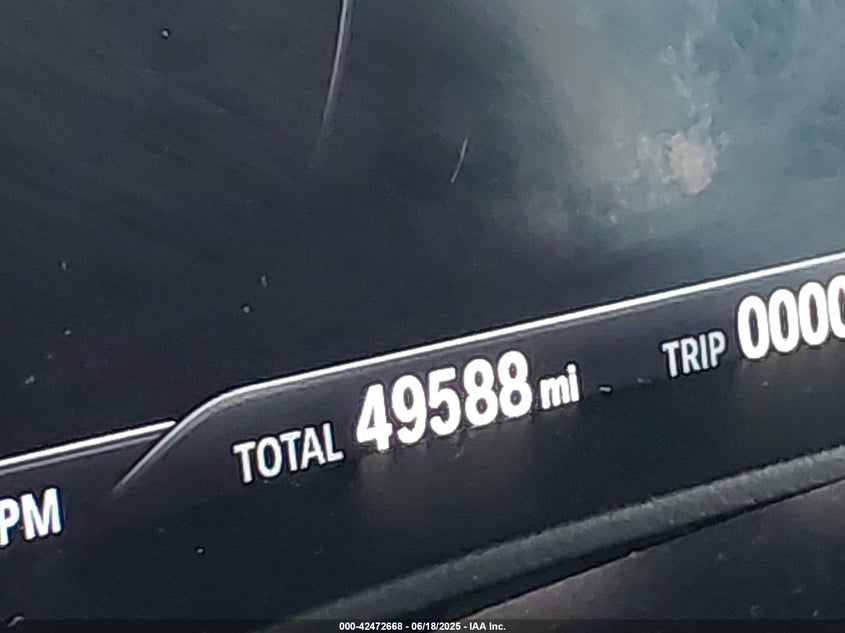 TOTAL 49588 mi TRIP 0000
PM
000-42472668 - 06/18/2025 - IAA Inc.